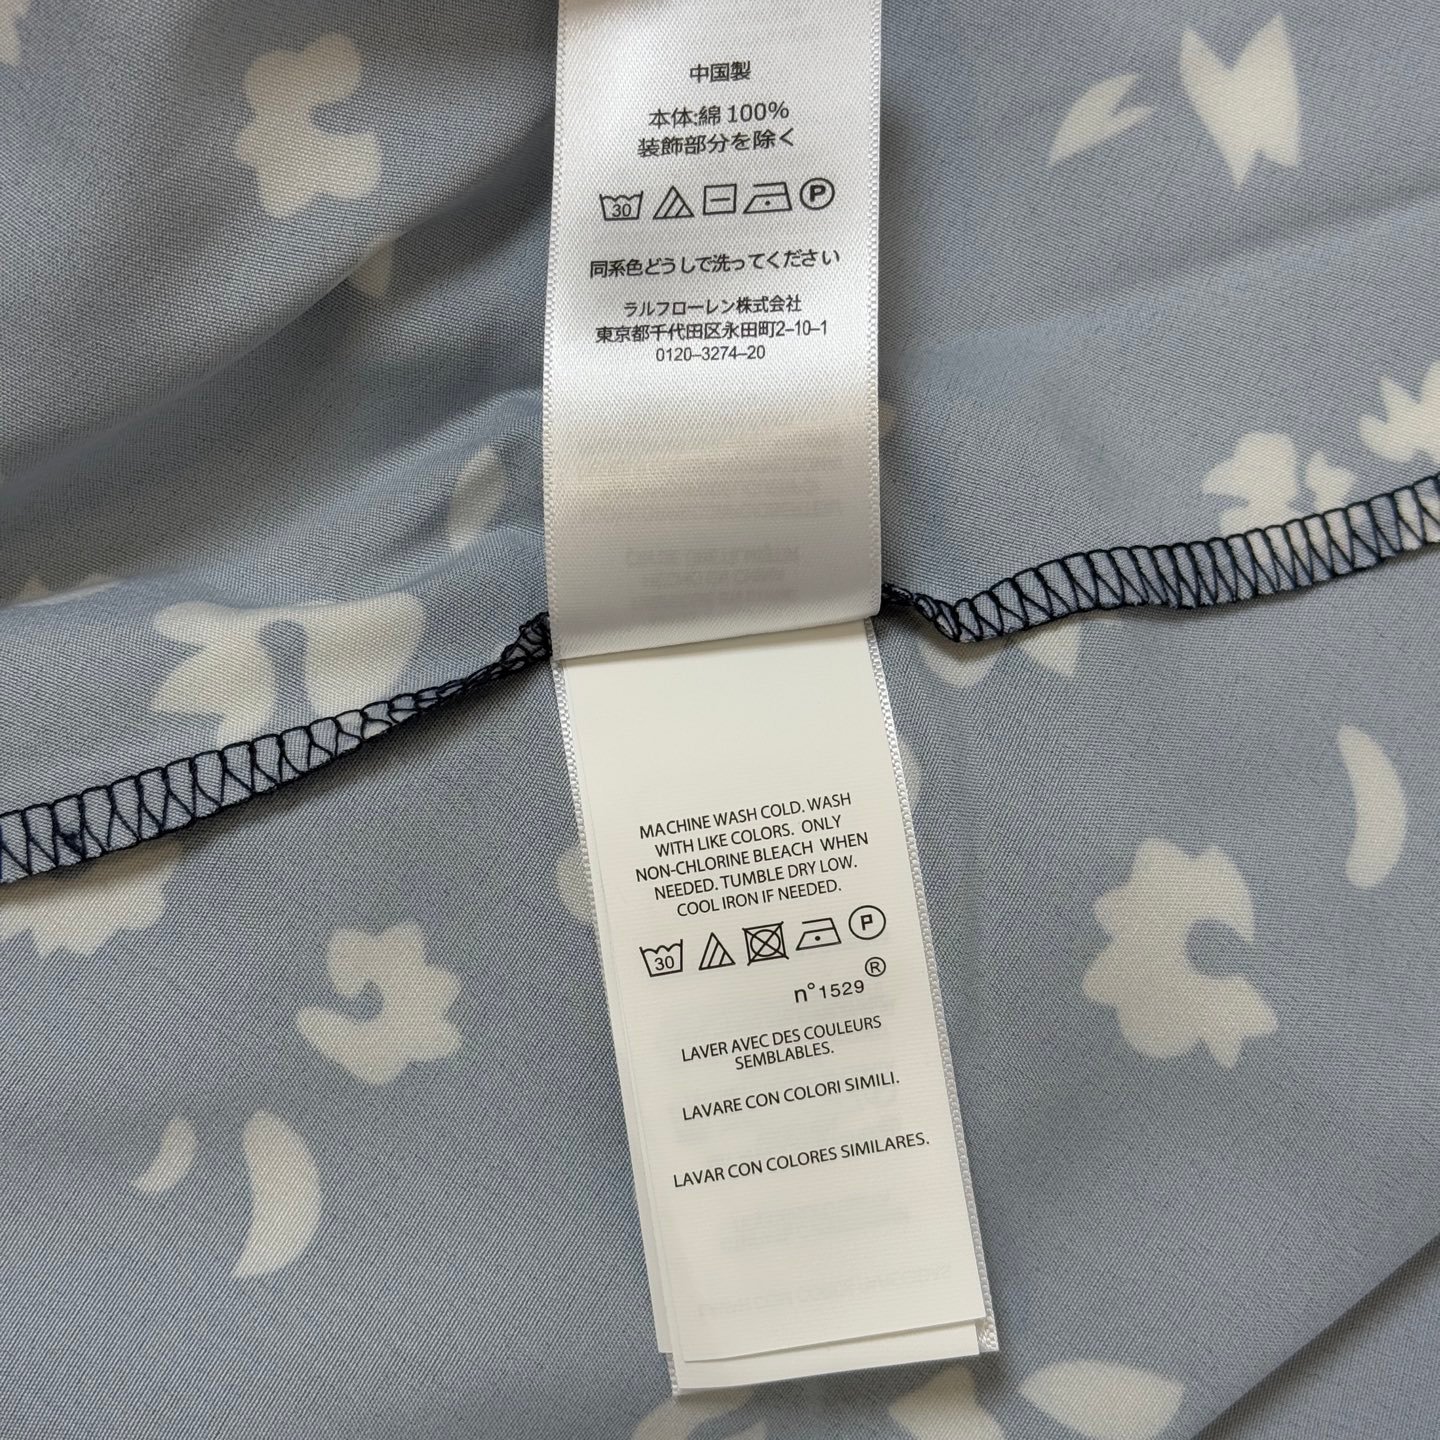 中国製
本体:綿 100%
装飾部分を除く
30 P
同系色どうしで洗ってください
ラルフローレン株式会社
東京都千代田区永田町2–10–1
0120–3274–20
MACHINE WASH COLD. WASH
WITH LIKE COLORS. ONLY
NON-CHLORINE BLEACH WHEN
NEEDED. TUMBLE DRY LOW.
COOL IRON IF NEEDED.
30 P
n°1529®
LAVER AVEC DES COULEURS
SEMBLABLES.
LAVARE CON COLORI SIMILI.
LAVAR CON COLORES SIMILARES.